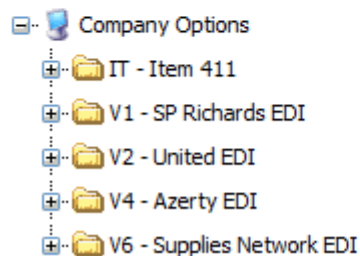 Company Options
IT - Item 411
V1 - SP Richards EDI
V2 - United EDI
V4 - Azerty EDI
V6 - Supplies Network EDI